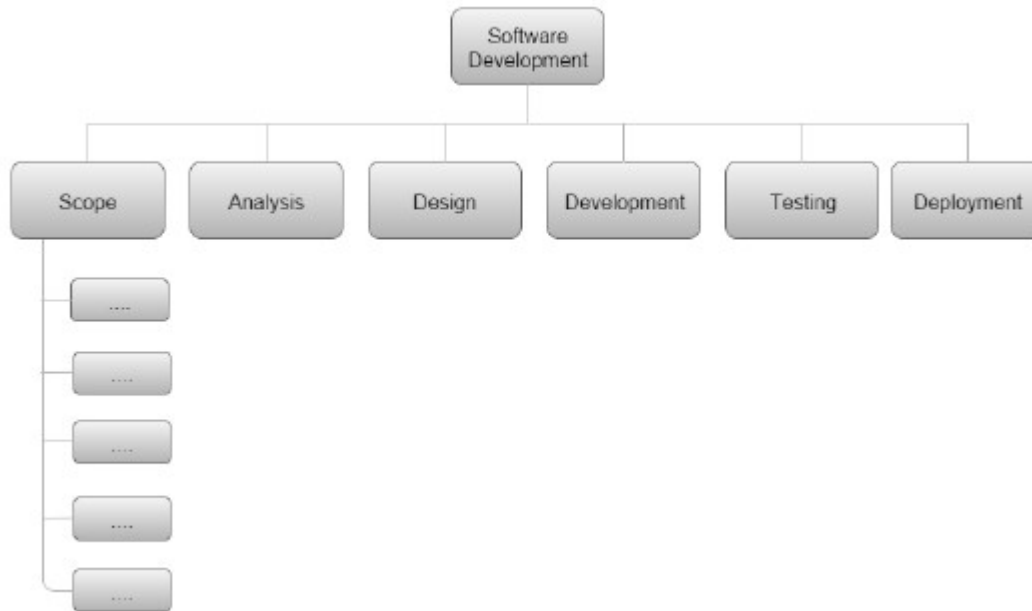 Software
Development
Scope
Analysis
Design
Development
Testing
Deployment
....
....
....
....
....